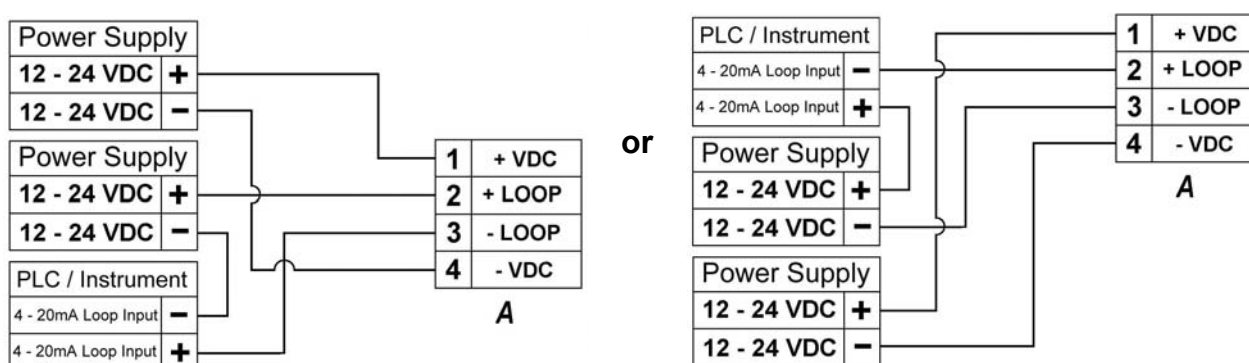 Power Supply
12 - 24 VDC +
12 - 24 VDC −
Power Supply
12 - 24 VDC +
12 - 24 VDC −
PLC / Instrument
4 - 20mA Loop Input −
4 - 20mA Loop Input +
1 + VDC
2 + LOOP
3 - LOOP
4 - VDC
A
or
PLC / Instrument
4 - 20mA Loop Input −
4 - 20mA Loop Input +
Power Supply
12 - 24 VDC +
12 - 24 VDC −
Power Supply
12 - 24 VDC +
12 - 24 VDC −
1 + VDC
2 + LOOP
3 - LOOP
4 - VDC
A